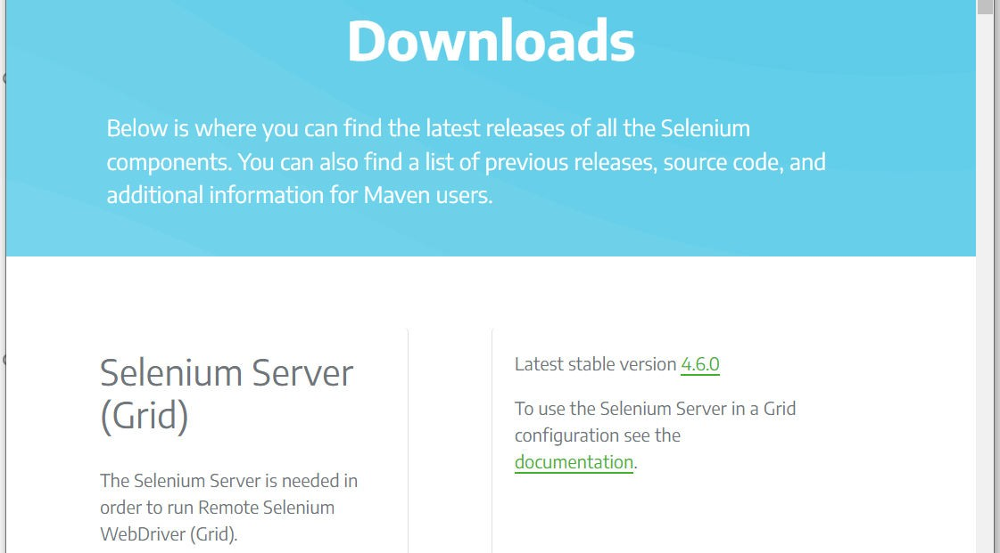 Downloads
Below is where you can find the latest releases of all the Selenium
components. You can also find a list of previous releases, source code, and
additional information for Maven users.
Selenium Server
(Grid)
The Selenium Server is needed in
order to run Remote Selenium
WebDriver (Grid).
Latest stable version 4.6.0
To use the Selenium Server in a Grid
configuration see the
documentation.